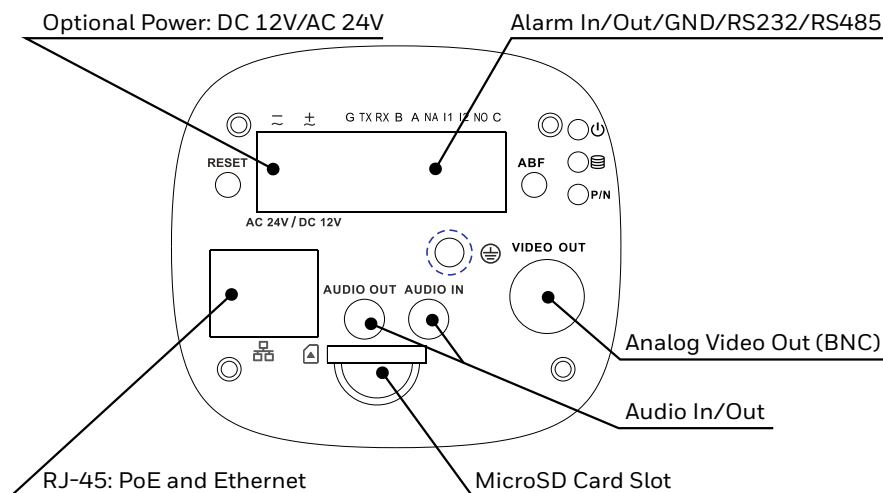 Optional Power: DC 12V/AC 24V
Alarm In/Out/GND/RS232/RS485
G TX RX B A NA I1 I2 NO C
RESET
ABF
P/N
AC 24V / DC 12V
VIDEO OUT
AUDIO OUT AUDIO IN
Analog Video Out (BNC)
Audio In/Out
RJ-45: PoE and Ethernet
MicroSD Card Slot